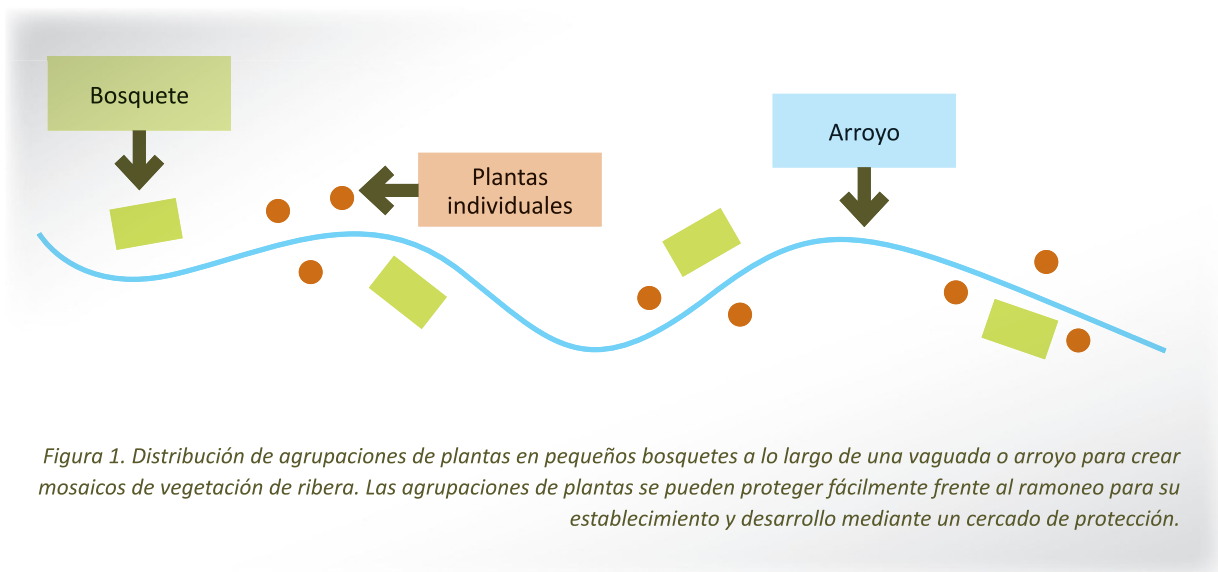 Bosquete
Arroyo
Plantas
individuales
Figura 1. Distribución de agrupaciones de plantas en pequeños bosquetes a lo largo de una vaguada o arroyo para crear
mosaicos de vegetación de ribera. Las agrupaciones de plantas se pueden proteger fácilmente frente al ramoneo para su
establecimiento y desarrollo mediante un cercado de protección.